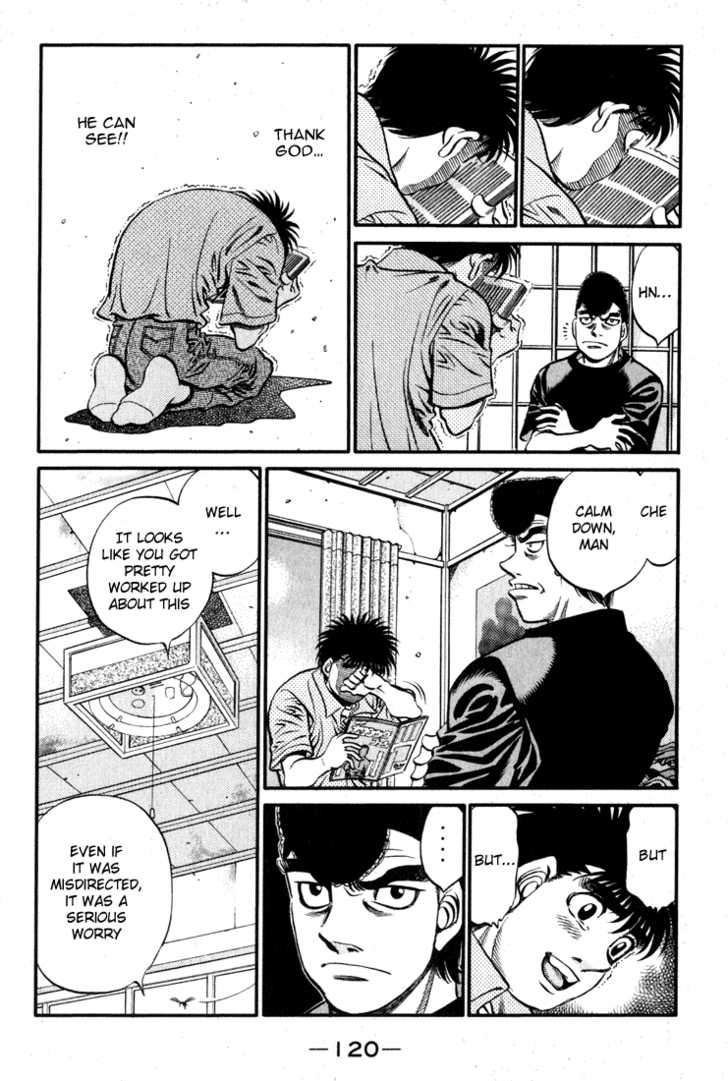 THANK
GOD...
HE CAN
SEE!!
HN...
CHE
CALM
DOWN,
MAN
WELL
...
IT LOOKS
LIKE YOU GOT
PRETTY
WORKED UP
ABOUT THIS
EVEN IF
IT WAS
MISDIRECTED,
IT WAS A
SERIOUS
WORRY
BUT
BUT...
....
—120—